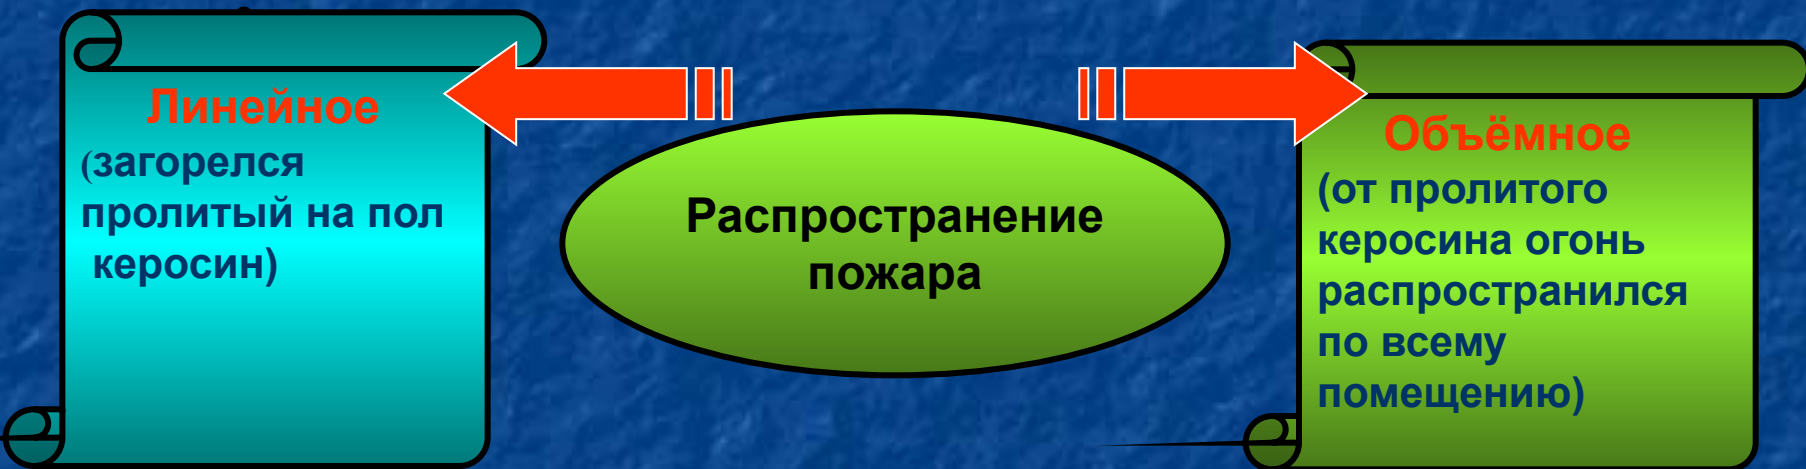 Линейное
(загорелся
пролитый на пол
керосин)
Распространение
пожара
Объёмное
(от пролитого
керосина огонь
распространился
по всему
помещению)